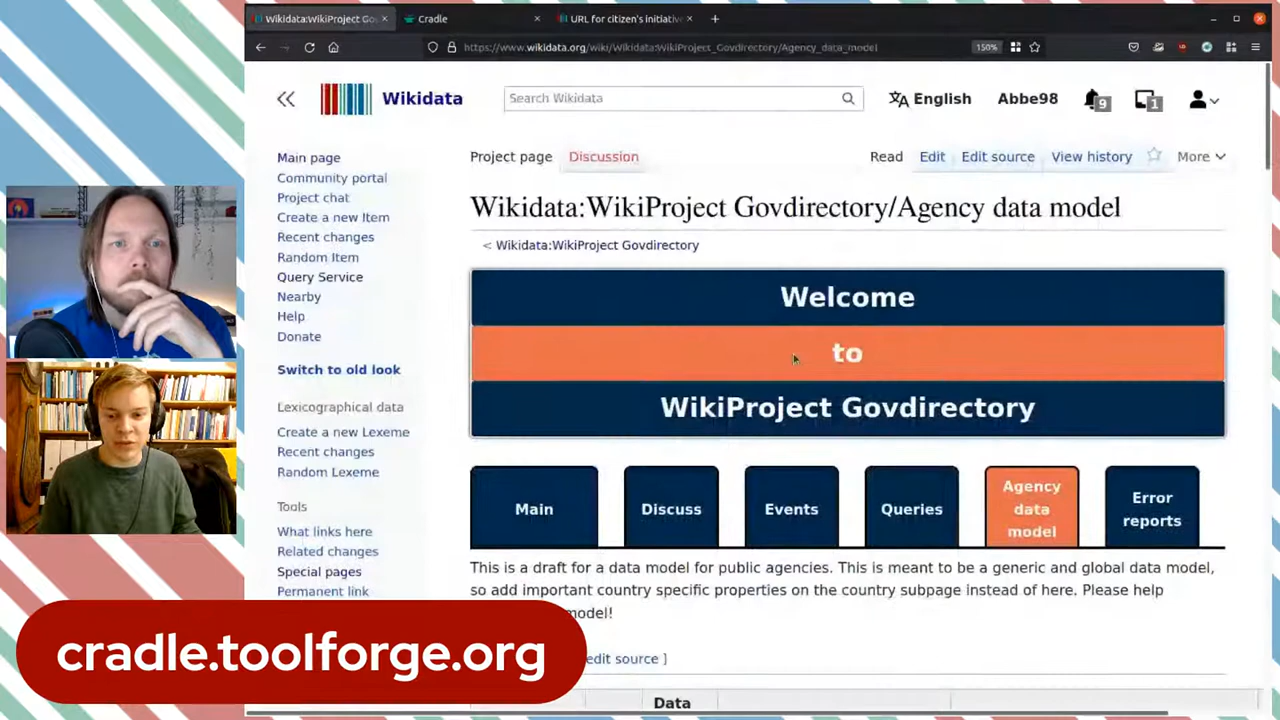 Wikidata:WikiProject Gov
Cradle
URL for citizen's initiative
https://www.wikidata.org/wiki/Wikidata:WikiProject_Govdirectory/Agency_data_model
150%
Wikidata
Search Wikidata
English
Abbe98
9
1
Main page
Community portal
Project chat
Create a new Item
Recent changes
Random Item
Query Service
Nearby
Help
Donate
Switch to old look
Lexicographical data
Create a new Lexeme
Recent changes
Random Lexeme
Tools
What links here
Related changes
Special pages
Permanent link
Project page
Discussion
Read
Edit
Edit source
View history
More
Wikidata:WikiProject Govdirectory/Agency data model
< Wikidata:WikiProject Govdirectory
Welcome
to
WikiProject Govdirectory
Main
Discuss
Events
Queries
Agency
data
model
Error
reports
This is a draft for a data model for public agencies. This is meant to be a generic and global data model,
so add important country specific properties on the country subpage instead of here. Please help
model!
edit source ]
Data
cradle.toolforge.org